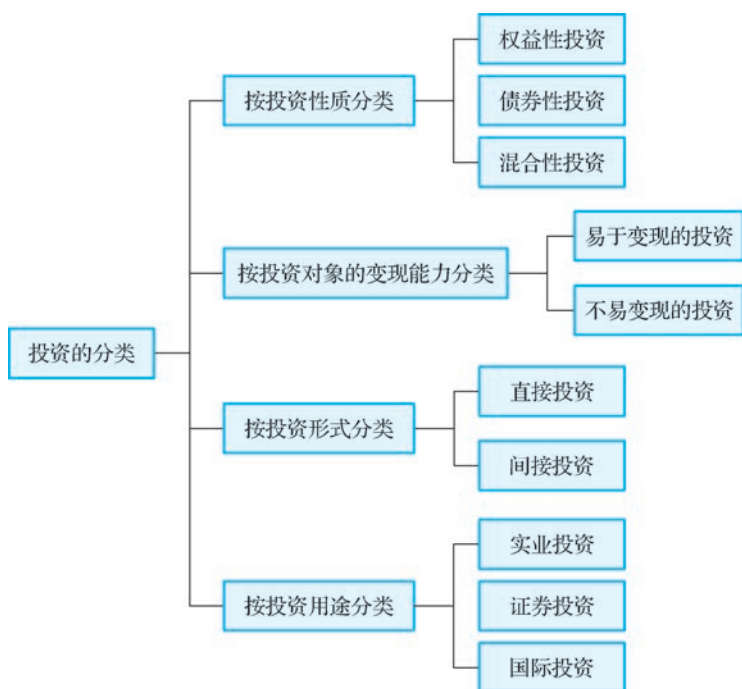 投资的分类
按投资性质分类
权益性投资
债券性投资
混合性投资
按投资对象的变现能力分类
易于变现的投资
不易变现的投资
按投资形式分类
直接投资
间接投资
按投资用途分类
实业投资
证券投资
国际投资